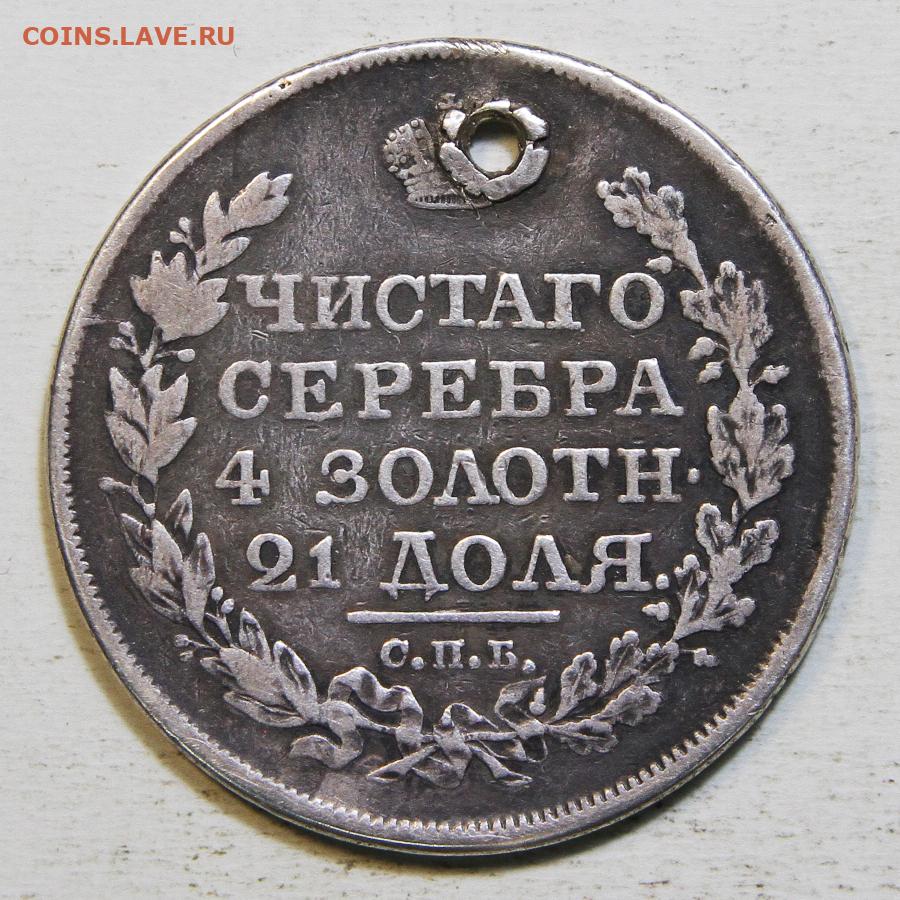 COINS.LAVE.RU
ЧИСТАГО
СЕРЕБРА
4 ЗОЛОТН.
21 ДОЛЯ.
С.П.Б.